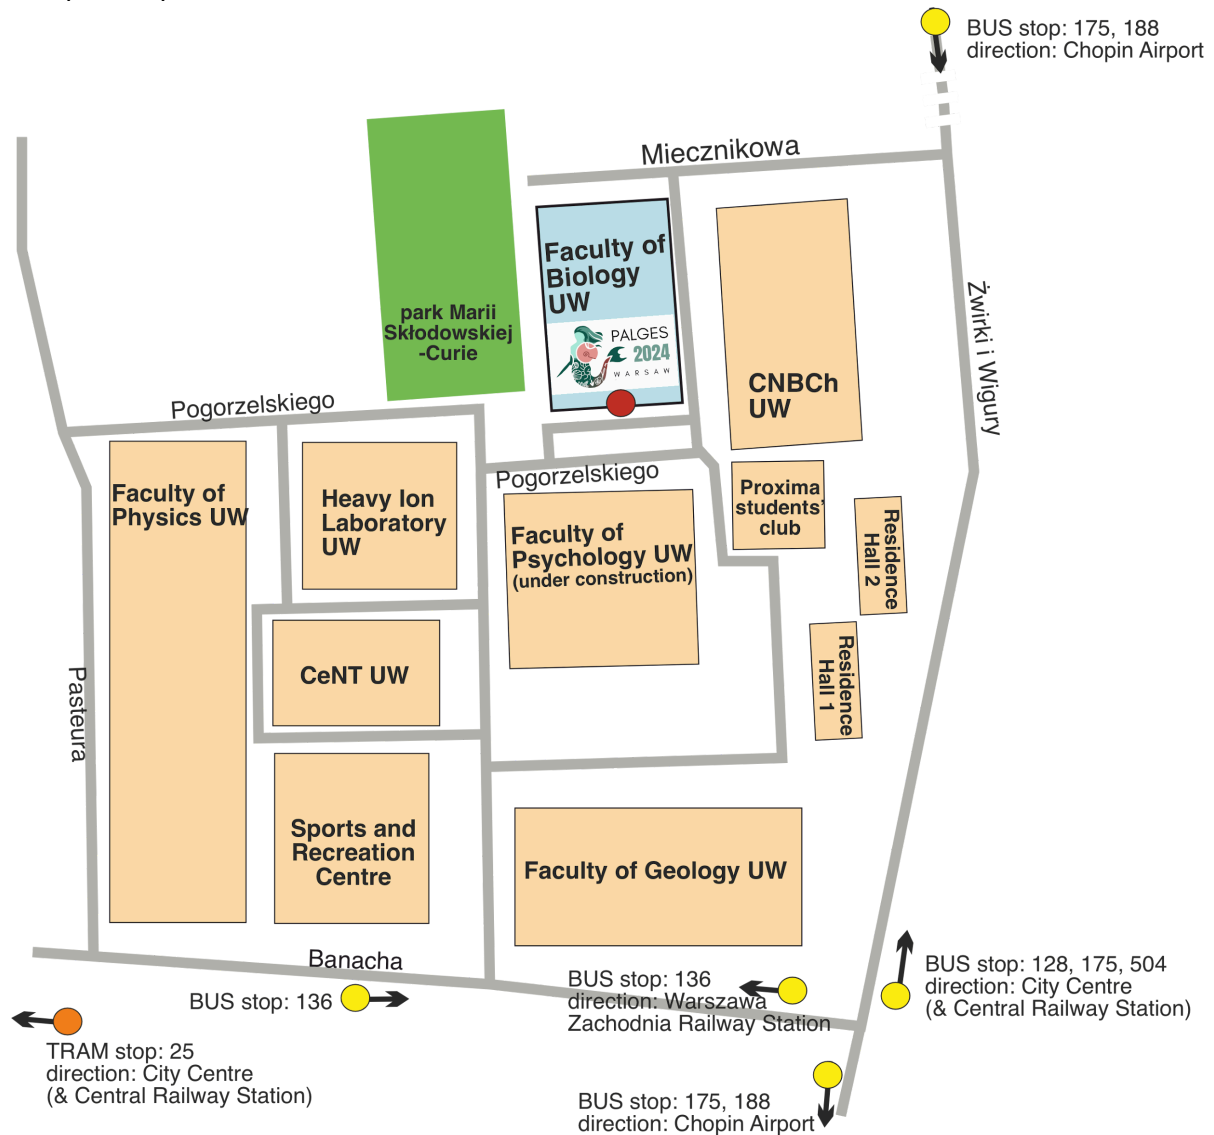 BUS stop: 175, 188
direction: Chopin Airport
Miecznikowa
Faculty of
Biology
UW
PALGES
2024
WARSAW
park Marii
Skłodowskiej
-Curie
CNBCh
UW
Żwirki i Wigury
Pogorzelskiego
Pogorzelskiego
Faculty of
Physics UW
Heavy Ion
Laboratory
UW
Faculty of
Psychology UW
(under construction)
Proxima
students'
club
Residence
Hall 2
Residence
Hall 1
CeNT UW
Pasteura
Sports and
Recreation
Centre
Faculty of Geology UW
Banacha
BUS stop: 136
BUS stop: 136
direction: Warszawa
Zachodnia Railway Station
BUS stop: 128, 175, 504
direction: City Centre
(& Central Railway Station)
TRAM stop: 25
direction: City Centre
(& Central Railway Station)
BUS stop: 175, 188
direction: Chopin Airport